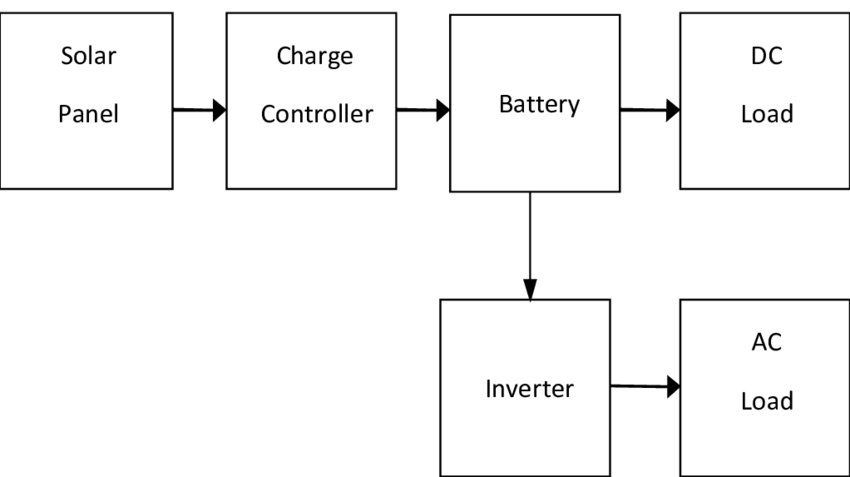 Solar
Panel
Charge
Controller
Battery
DC
Load
Inverter
AC
Load